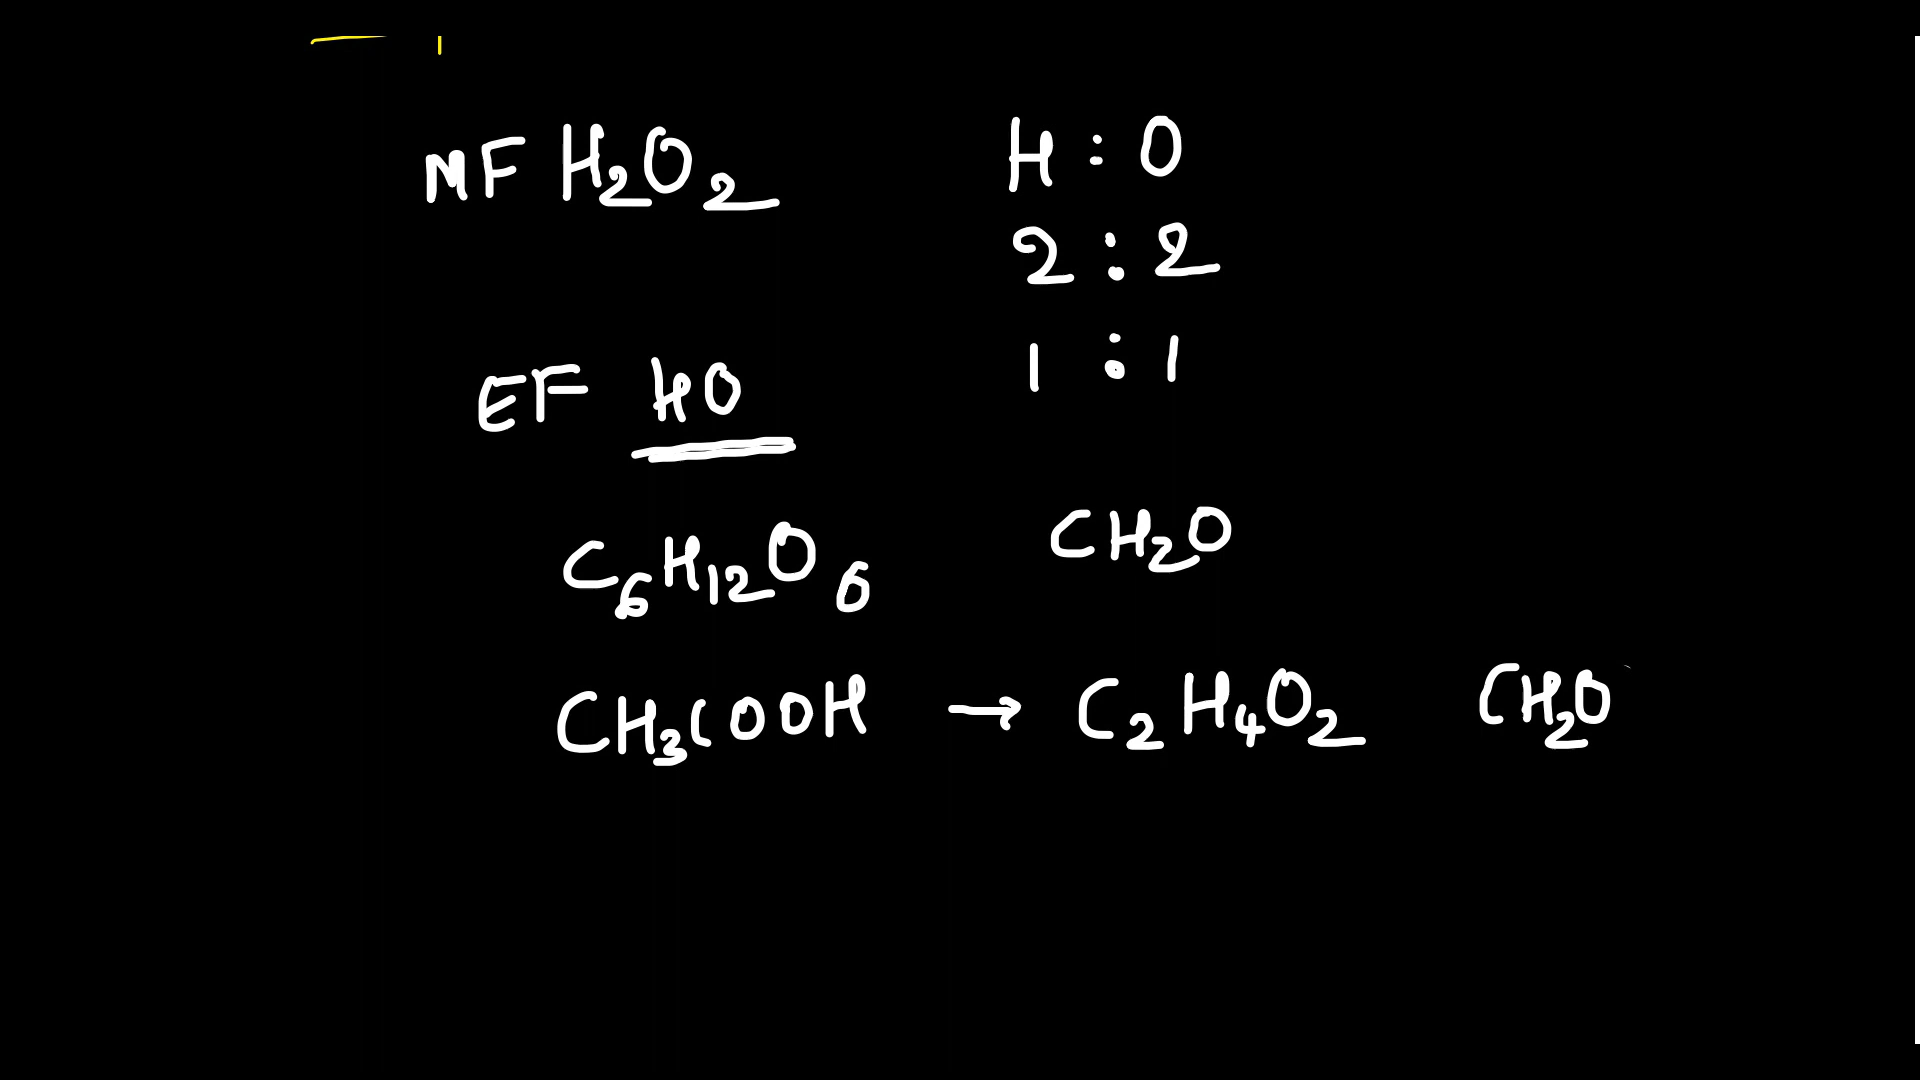 MF H₂O₂ H : O
2 : 2
1 : 1
EF HO
C₆H₁₂O₆ CH₂O
CH₃COOH → C₂H₄O₂ CH₂O